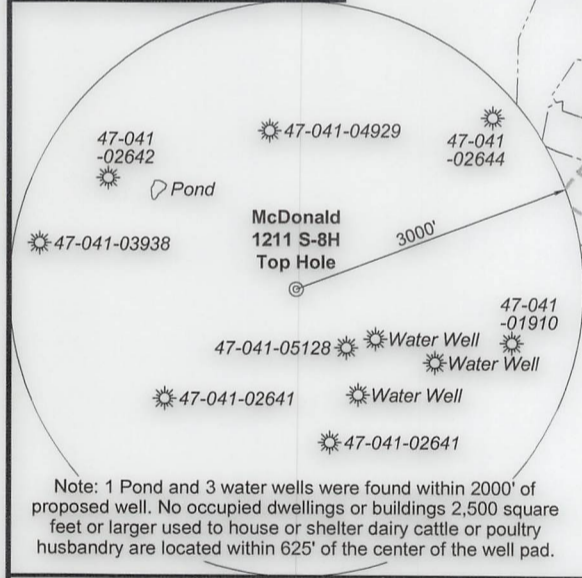 47-041-04929
47-041
-02644
47-041
-02642
Pond
47-041-03938
McDonald
1211 S-8H
Top Hole
3000'
47-041
-01910
47-041-05128
Water Well
Water Well
47-041-02641
Water Well
47-041-02641
Note: 1 Pond and 3 water wells were found within 2000' of
proposed well. No occupied dwellings or buildings 2,500 square
feet or larger used to house or shelter dairy cattle or poultry
husbandry are located within 625' of the center of the well pad.